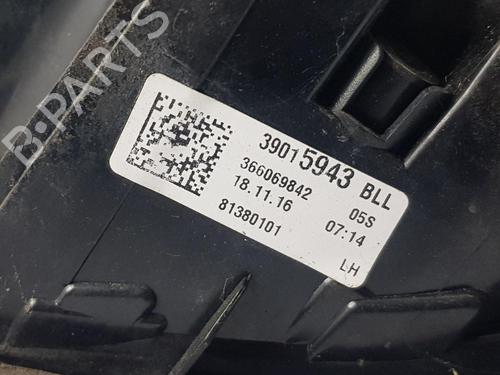 B-PARTS
39015943 BLL
366069842 05S
18.11.16 07:14
81380101 LH